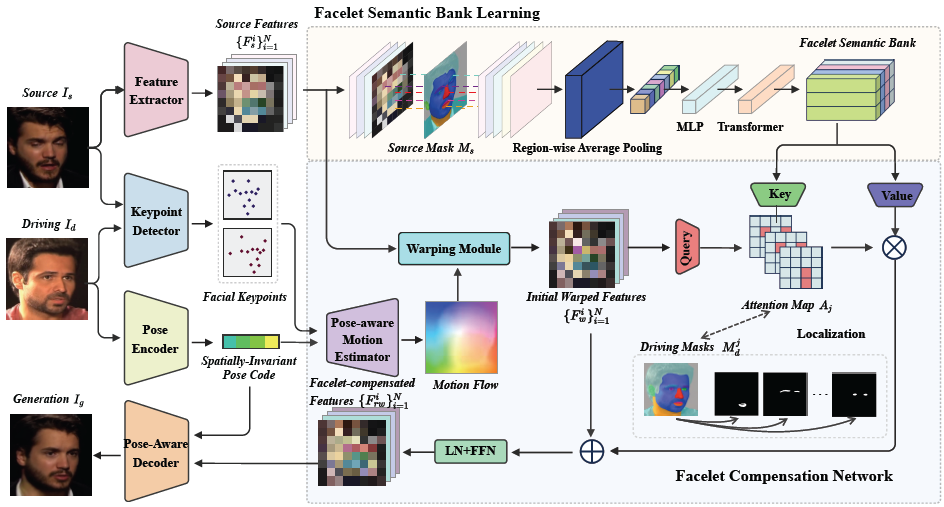 Facelet Semantic Bank Learning
Source Features
{F_s^i}_{i=1}^N
Source I_s
Feature
Extractor
Source Mask M_s
Region-wise Average Pooling
MLP
Transformer
Facelet Semantic Bank
Key
Value
Driving I_d
Keypoint
Detector
Facial Keypoints
Warping Module
Initial Warped Features
{F_w^i}_{i=1}^N
Query
Attention Map A_j
Localization
Pose
Encoder
Spatially-Invariant
Pose Code
Pose-aware
Motion
Estimator
Motion Flow
Driving Masks M_d^j
...
Generation I_g
Pose-Aware
Decoder
Facelet-compensated
Features {F_rw^i}_{i=1}^N
LN+FFN
Facelet Compensation Network